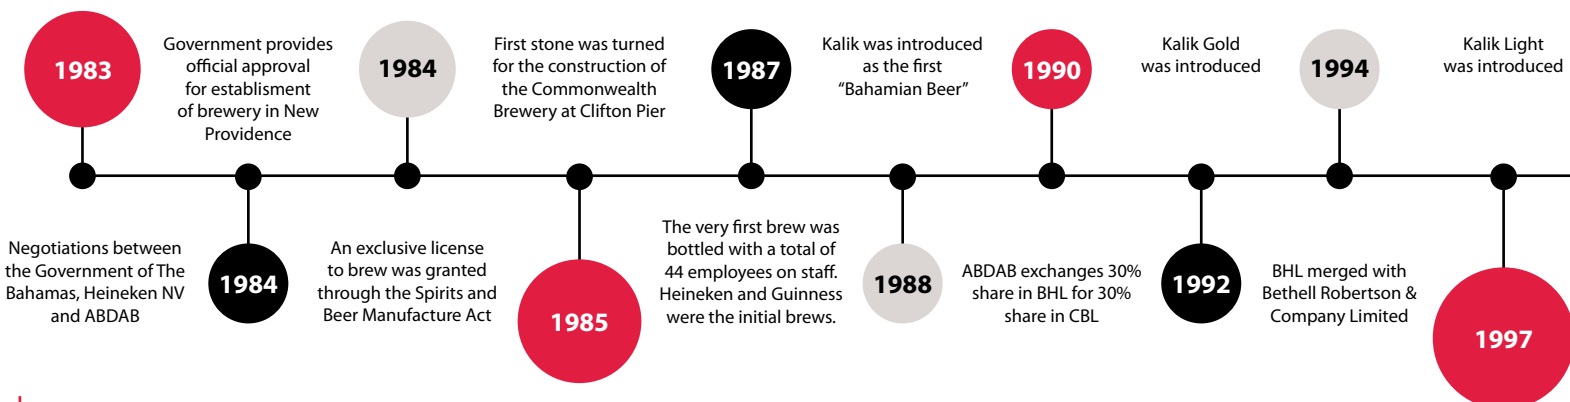 1983
Negotiations between
the Government of The
Bahamas, Heineken NV
and ABDAB
Government provides
official approval
for establisment
of brewery in New
Providence
1984
1984
An exclusive license
to brew was granted
through the Spirits and
Beer Manufacture Act
First stone was turned
for the construction of
the Commonwealth
Brewery at Clifton Pier
1985
1987
The very first brew was
bottled with a total of
44 employees on staff.
Heineken and Guinness
were the initial brews.
Kalik was introduced
as the first
“Bahamian Beer”
1988
1990
ABDAB exchanges 30%
share in BHL for 30%
share in CBL
Kalik Gold
was introduced
1992
1994
BHL merged with
Bethell Robertson &
Company Limited
Kalik Light
was introduced
1997